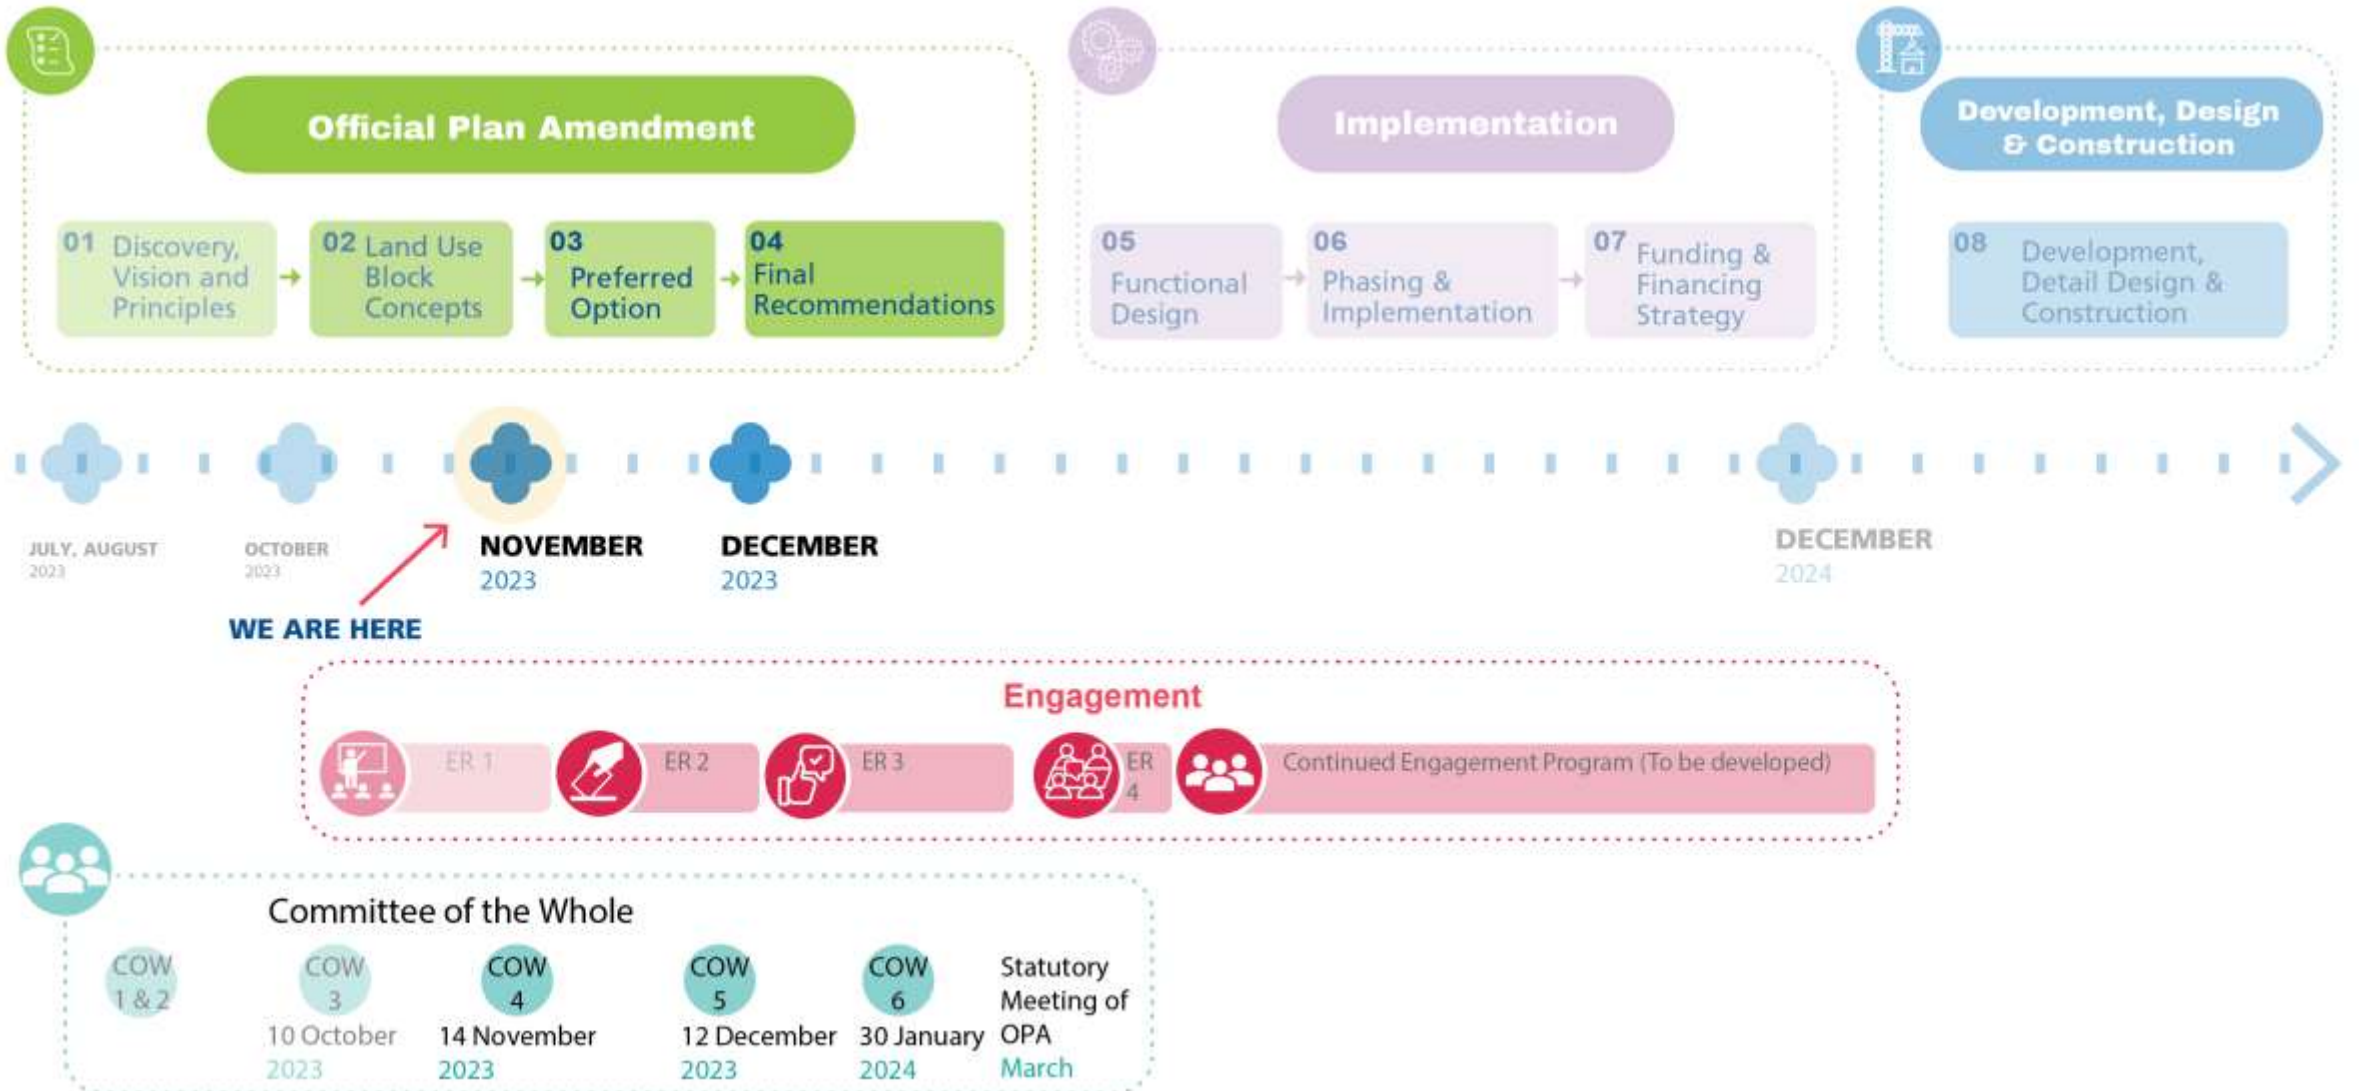 Official Plan Amendment
01 Discovery,
Vision and
Principles
02 Land Use
Block
Concepts
03
Preferred
Option
04
Final
Recommendations
Implementation
05
Functional
Design
06
Phasing &
Implementation
07 Funding &
Financing
Strategy
Development, Design
& Construction
08 Development,
Detail Design &
Construction
JULY, AUGUST
2023
OCTOBER
2023
NOVEMBER
2023
DECEMBER
2023
DECEMBER
2024
WE ARE HERE
Engagement
ER 1
ER 2
ER 3
ER
4
Continued Engagement Program (To be developed)
Committee of the Whole
COW
1 & 2
COW
3
10 October
2023
COW
4
14 November
2023
COW
5
12 December
2023
COW
6
30 January
2024
Statutory
Meeting of
OPA
March